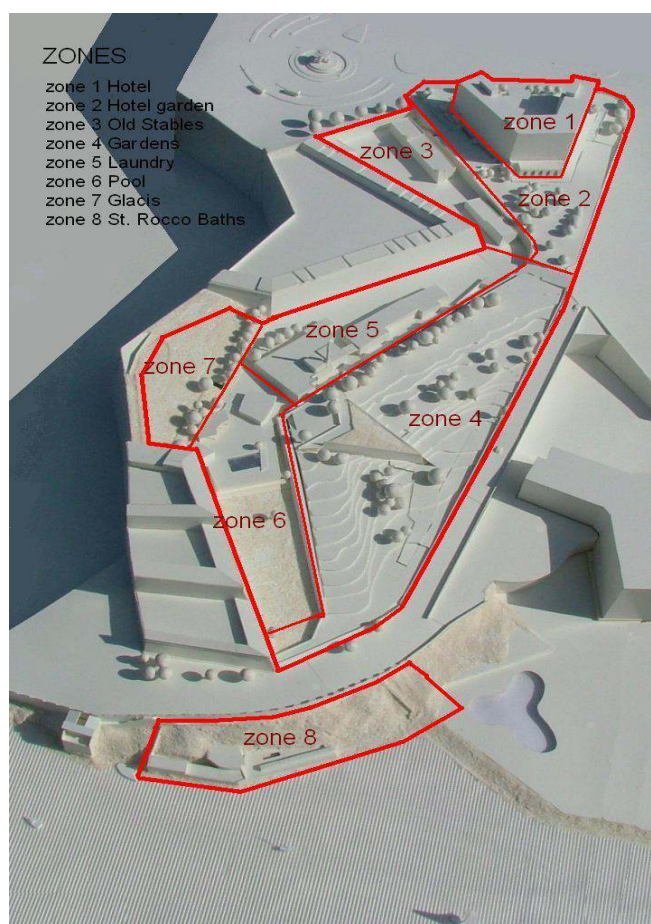 ZONES
zone 1 Hotel
zone 2 Hotel garden
zone 3 Old Stables
zone 4 Gardens
zone 5 Laundry
zone 6 Pool
zone 7 Glacis
zone 8 St. Rocco Baths
zone 1
zone 3
zone 2
zone 5
zone 7
zone 4
zone 6
zone 8